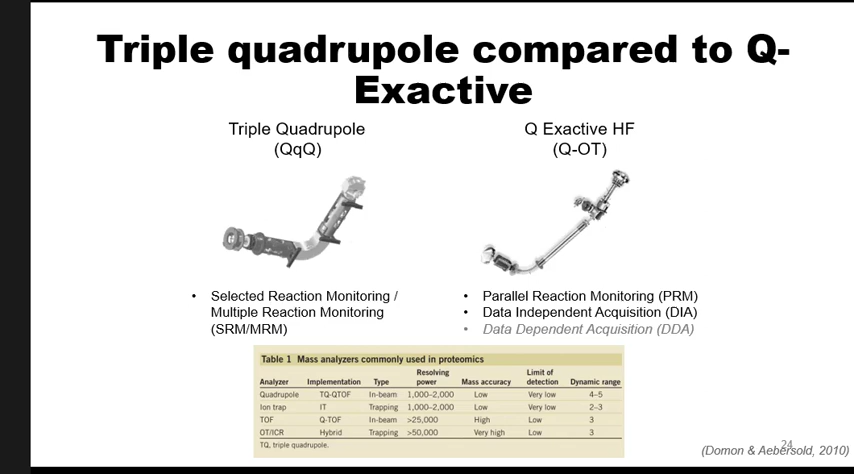 Triple quadrupole compared to Q-
Exactive
Triple Quadrupole
(QqQ)
Q Exactive HF
(Q-OT)
• Selected Reaction Monitoring /
Multiple Reaction Monitoring
(SRM/MRM)
• Parallel Reaction Monitoring (PRM)
• Data Independent Acquisition (DIA)
• Data Dependent Acquisition (DDA)
Table 1 Mass analyzers commonly used in proteomics
Analyzer Implementation Type Resolving power Mass accuracy Limit of detection Dynamic range
Quadrupole TQ-QTOF In-beam 1,000–2,000 Low Very low 4–5
Ion trap IT Trapping 1,000–2,000 Low Very low 2–3
TOF Q-TOF In-beam >25,000 High Low 3
OT/ICR Hybrid Trapping >50,000 Very high Low 3
TQ, triple quadrupole.
24
(Domon & Aebersold, 2010)